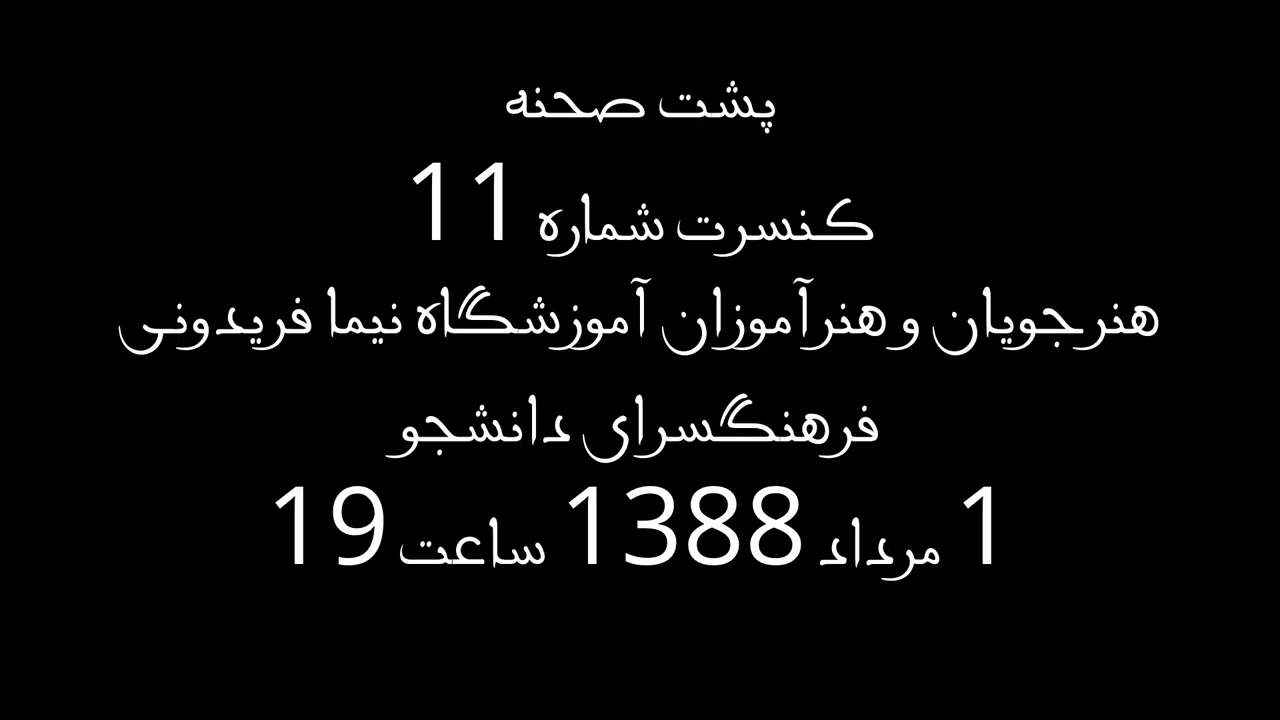 پشت صحنه
کنسرت شماره 11
هنرجویان و هنرآموزان آموزشگاه نیما فریدونی
فرهنگسرای دانشجو
1 مرداد 1388 ساعت 19